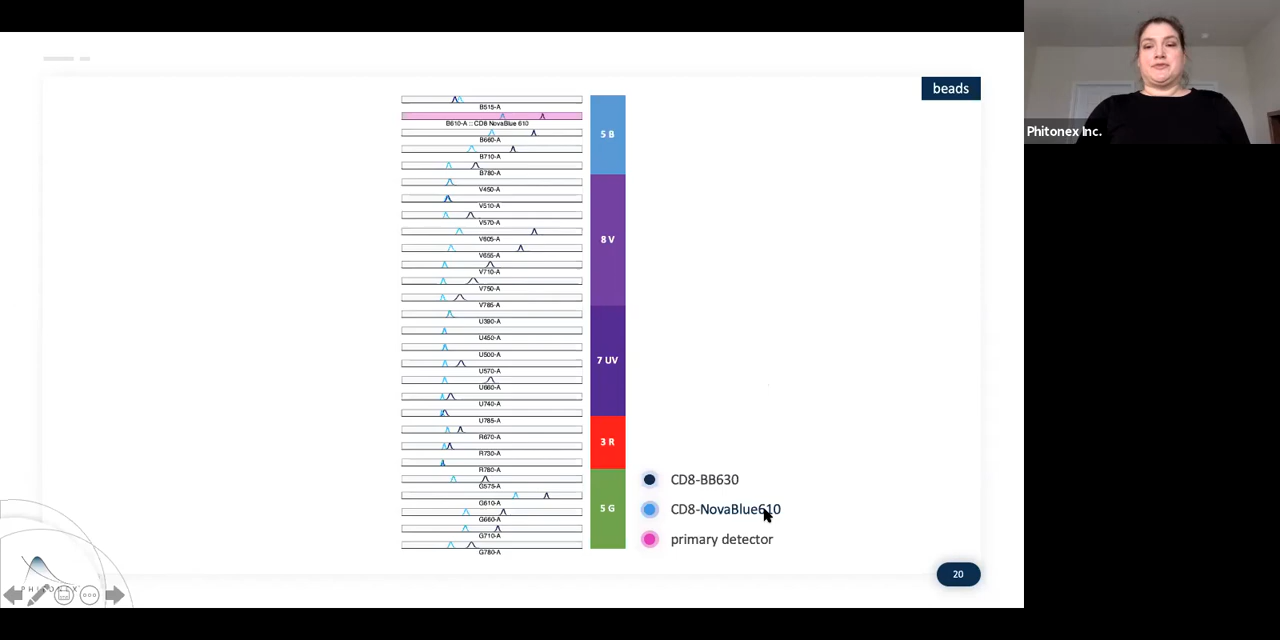 beads
B515-A
B610-A :: CD8 NovaBlue 610
B660-A
B710-A
B780-A
V450-A
V510-A
V570-A
V605-A
V655-A
V710-A
V750-A
V785-A
U390-A
U450-A
U500-A
U570-A
U660-A
U740-A
U785-A
R670-A
R730-A
R780-A
G575-A
G610-A
G660-A
G710-A
G780-A
5 B
8 V
7 UV
3 R
5 G
CD8-BB630
CD8-NovaBlue610
primary detector
20
Phitonex Inc.